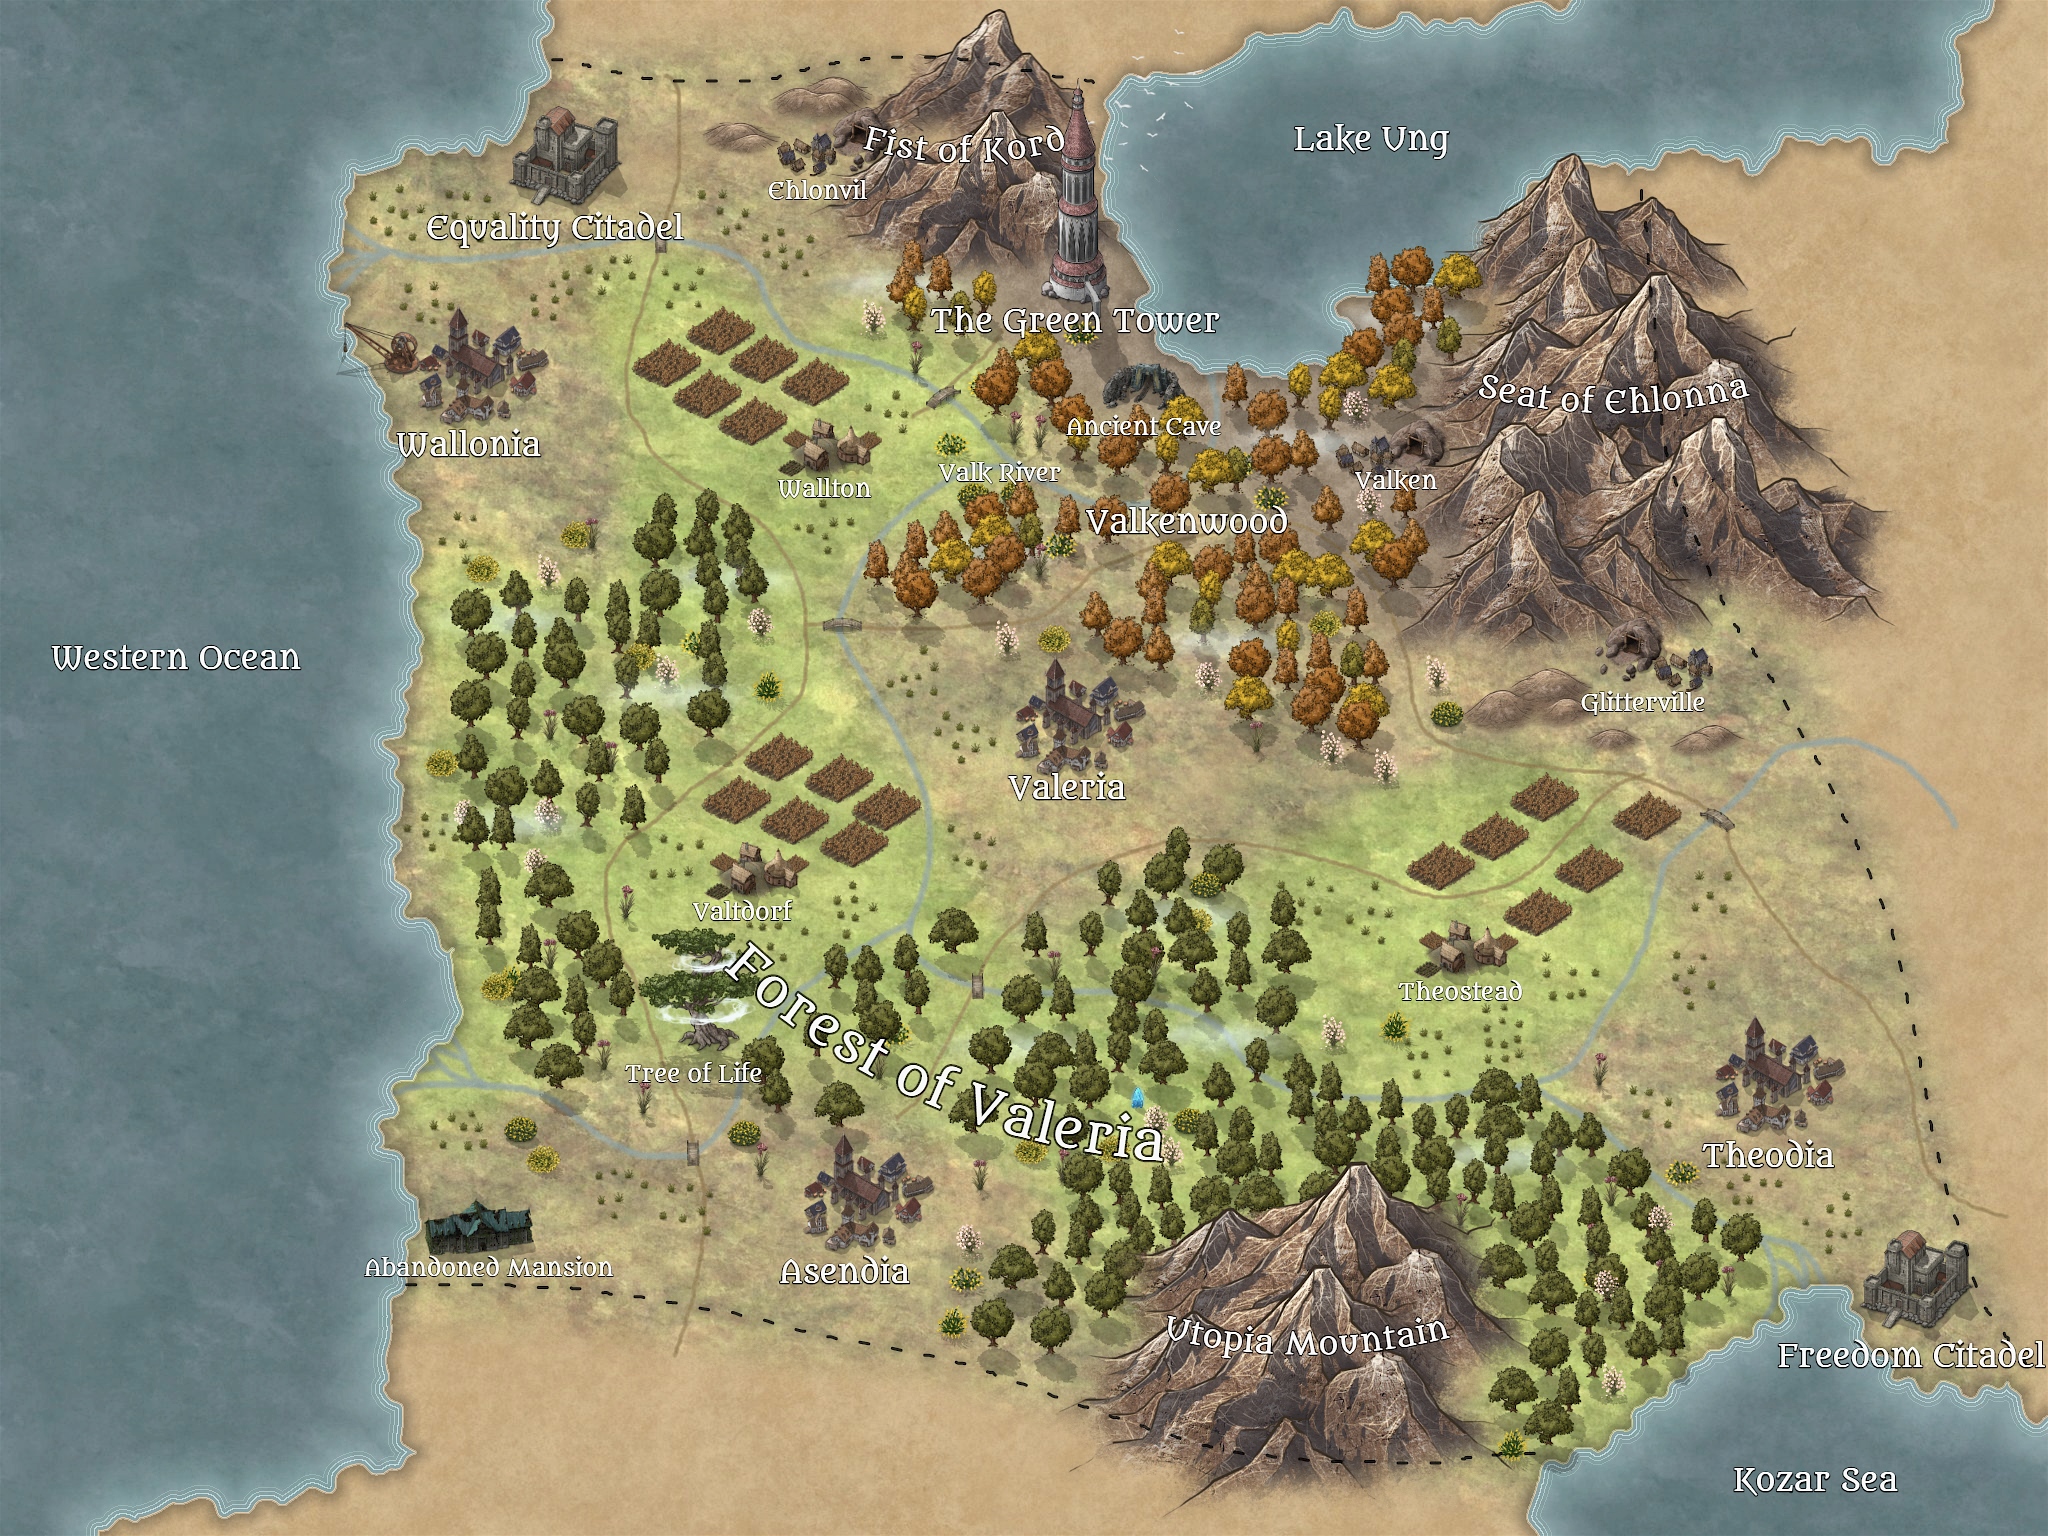 Lake Ung
Fist of Kord
Ehlonvil
Equality Citadel
The Green Tower
Seat of Ehlonna
Ancient Cave
Wallonia
Valk River
Valken
Wallton
Valkenwood
Western Ocean
Glitterville
Valeria
Valtdorf
Theostead
Forest of Valeria
Tree of Life
Theodia
Abandoned Mansion
Asendia
Utopia Mountain
Freedom Citadel
Kozar Sea